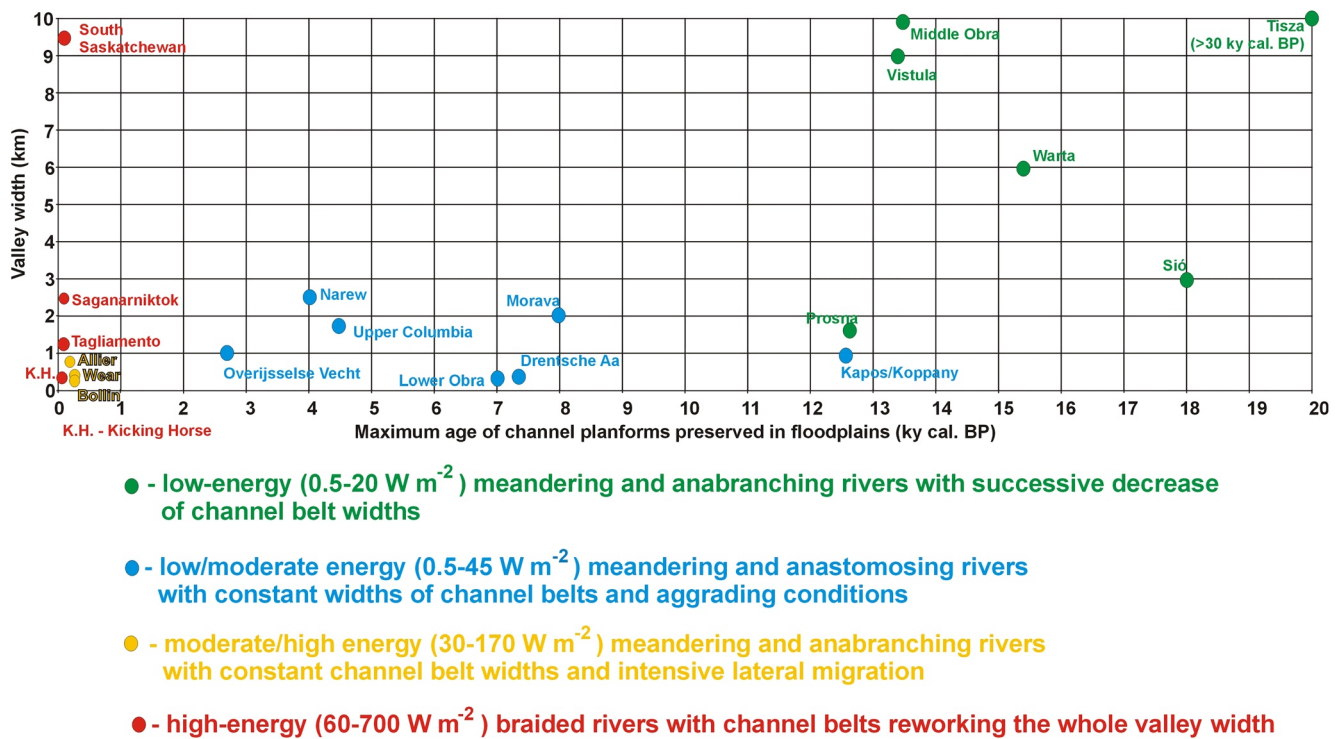 10
9
8
7
6
5
4
3
2
1
0
Valley width (km)
South
Saskatchewan
Middle Obra
Vistula
Tisza
(>30 ky cal. BP)
Warta
Sió
Saganarniktok
Narew
Morava
Upper Columbia
Prosna
Tagliamento
Allier
Drentsche Aa
K.H.
Wear
Overijsselse Vecht
Lower Obra
Kapos/Koppany
Bollin
0 1 2 3 4 5 6 7 8 9 10 11 12 13 14 15 16 17 18 19 20
K.H. - Kicking Horse
Maximum age of channel planforms preserved in floodplains (ky cal. BP)
- low-energy (0.5-20 W m⁻²) meandering and anabranching rivers with successive decrease
of channel belt widths
- low/moderate energy (0.5-45 W m⁻²) meandering and anastomosing rivers
with constant widths of channel belts and aggrading conditions
- moderate/high energy (30-170 W m⁻²) meandering and anabranching rivers
with constant channel belt widths and intensive lateral migration
- high-energy (60-700 W m⁻²) braided rivers with channel belts reworking the whole valley width